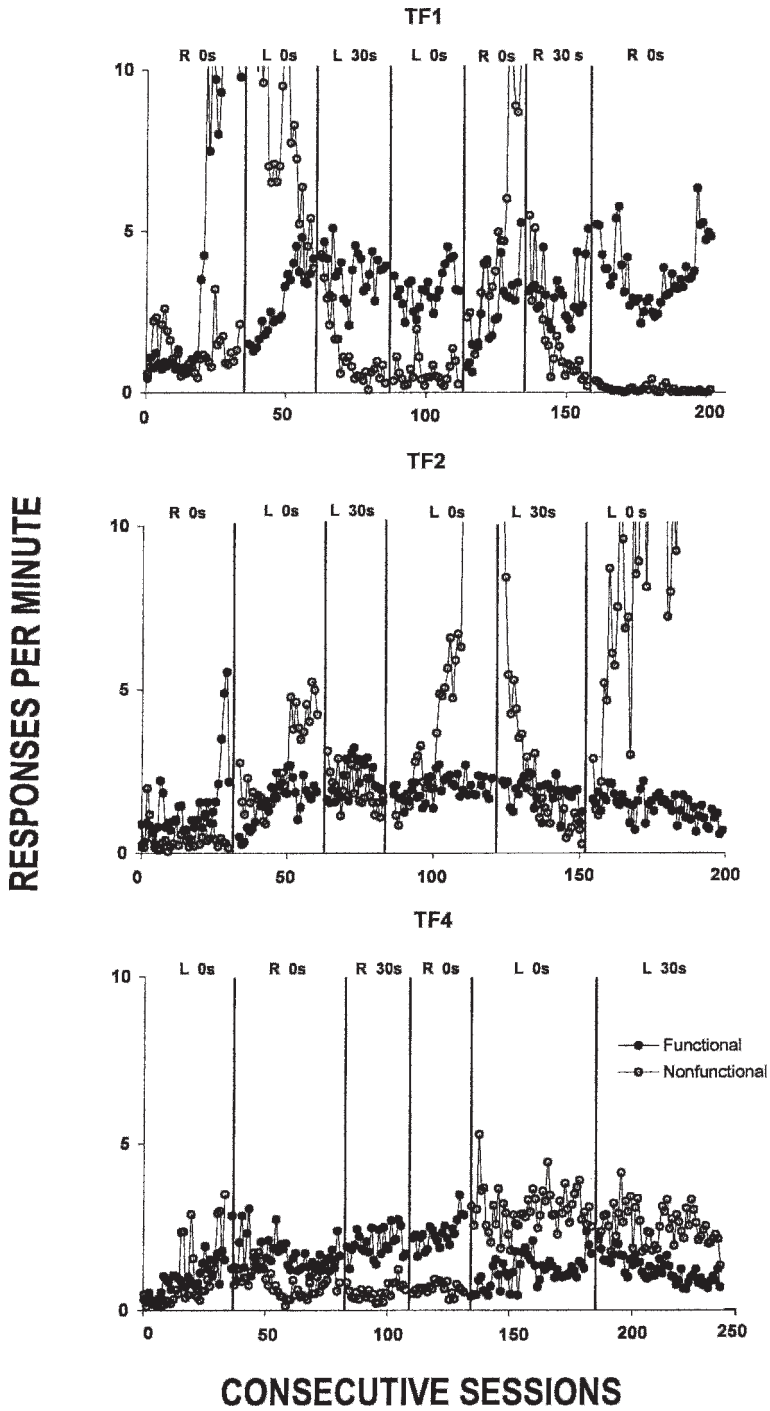 TF1
R 0s L 0s L 30s L 0s R 0s R 30 s R 0s
10
5
0
0 50 100 150 200
TF2
R 0s L 0s L 30s L 0s L 30s L 0 s
10
5
0
0 50 100 150 200
TF4
L 0s R 0s R 30s R 0s L 0s L 30s
10
5
0
0 50 100 150 200 250
Functional
Nonfunctional
RESPONSES PER MINUTE
CONSECUTIVE SESSIONS